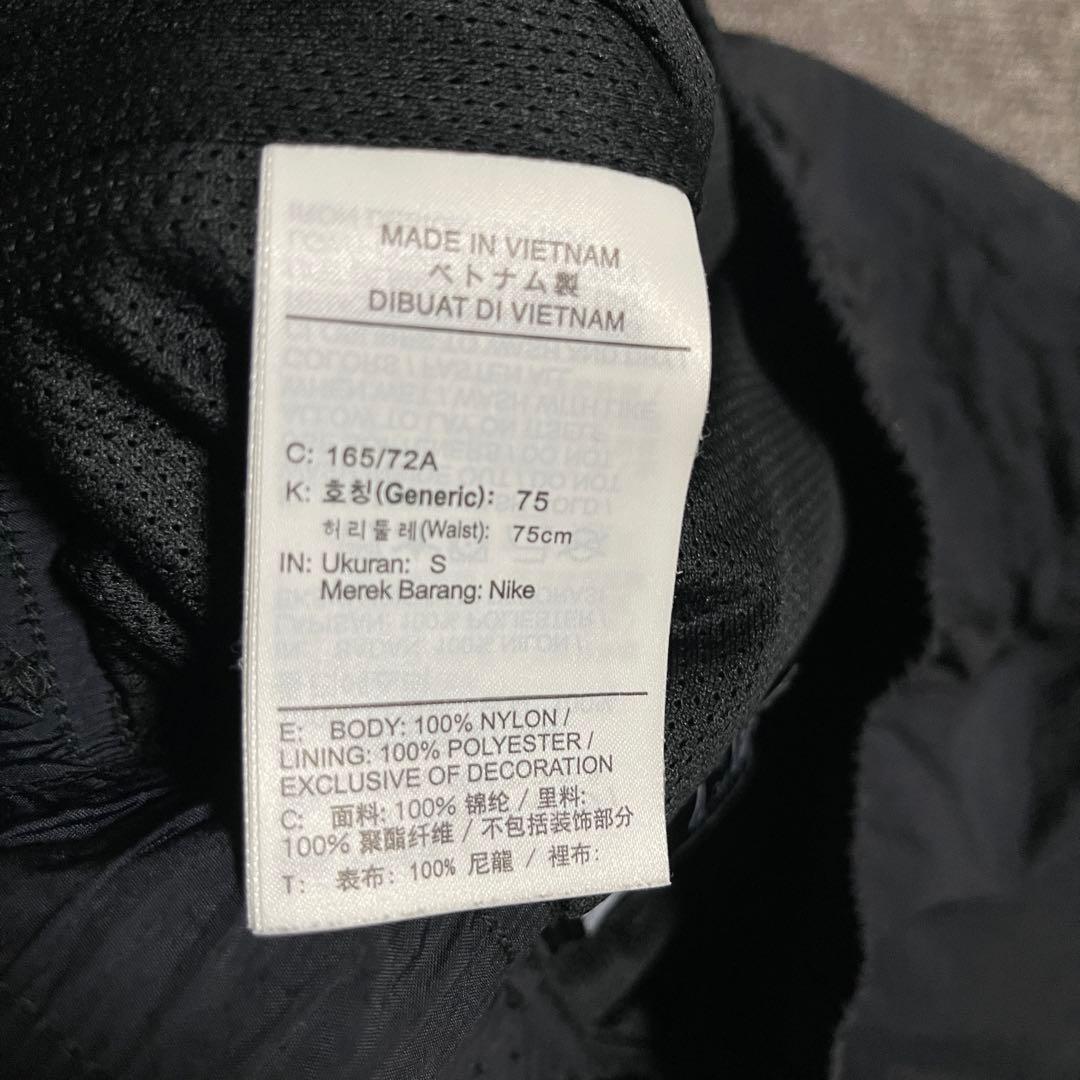 MADE IN VIETNAM
ベトナム製
DIBUAT DI VIETNAM
C: 165/72A
K: 호칭(Generic): 75
허리둘레(Waist): 75cm
IN: Ukuran: S
Merek Barang: Nike
E: BODY: 100% NYLON /
LINING: 100% POLYESTER /
EXCLUSIVE OF DECORATION
C: 面料: 100% 锦纶 / 里料:
100% 聚酯纤维 / 不包括装饰部分
T: 表布: 100% 尼龍 / 裡布: